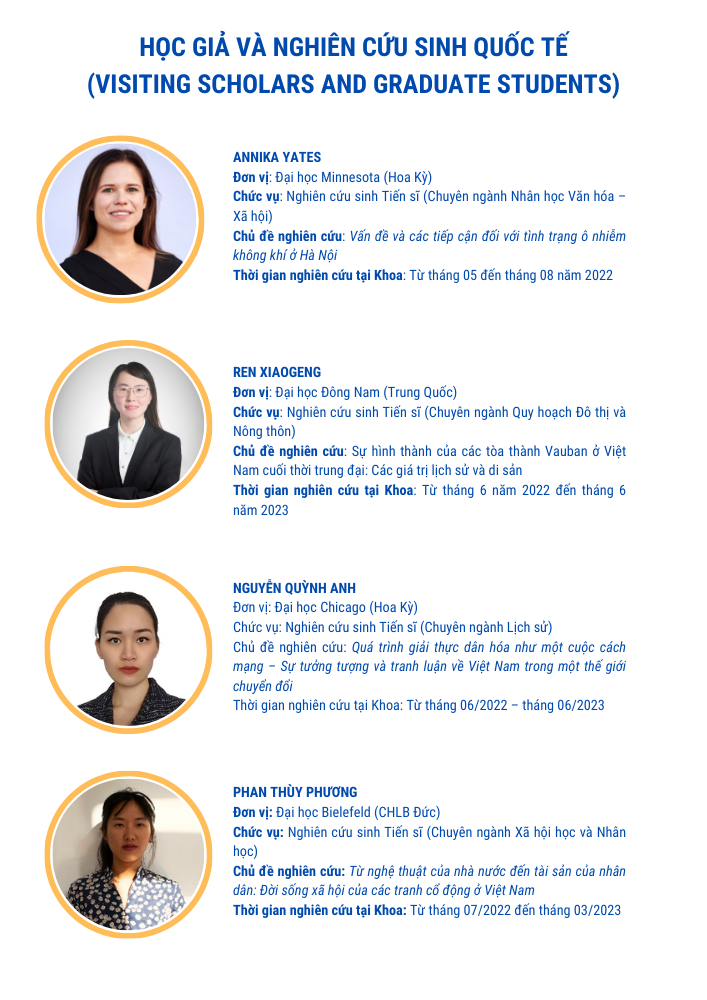 HỌC GIẢ VÀ NGHIÊN CỨU SINH QUỐC TẾ
(VISITING SCHOLARS AND GRADUATE STUDENTS)
ANNIKA YATES
Đơn vị: Đại học Minnesota (Hoa Kỳ)
Chức vụ: Nghiên cứu sinh Tiến sĩ (Chuyên ngành Nhân học Văn hóa –
Xã hội)
Chủ đề nghiên cứu: Vấn đề và các tiếp cận đối với tình trạng ô nhiễm
không khí ở Hà Nội
Thời gian nghiên cứu tại Khoa: Từ tháng 05 đến tháng 08 năm 2022
REN XIAOGENG
Đơn vị: Đại học Đông Nam (Trung Quốc)
Chức vụ: Nghiên cứu sinh Tiến sĩ (Chuyên ngành Quy hoạch Đô thị và
Nông thôn)
Chủ đề nghiên cứu: Sự hình thành của các tòa thành Vauban ở Việt
Nam cuối thời trung đại: Các giá trị lịch sử và di sản
Thời gian nghiên cứu tại Khoa: Từ tháng 6 năm 2022 đến tháng 6
năm 2023
NGUYỄN QUỲNH ANH
Đơn vị: Đại học Chicago (Hoa Kỳ)
Chức vụ: Nghiên cứu sinh Tiến sĩ (Chuyên ngành Lịch sử)
Chủ đề nghiên cứu: Quá trình giải thực dân hóa như một cuộc cách
mạng – Sự tưởng tượng và tranh luận về Việt Nam trong một thế giới
chuyển đổi
Thời gian nghiên cứu tại Khoa: Từ tháng 06/2022 – tháng 06/2023
PHAN THÙY PHƯƠNG
Đơn vị: Đại học Bielefeld (CHLB Đức)
Chức vụ: Nghiên cứu sinh Tiến sĩ (Chuyên ngành Xã hội học và Nhân
học)
Chủ đề nghiên cứu: Từ nghệ thuật của nhà nước đến tài sản của nhân
dân: Đời sống xã hội của các tranh cổ động ở Việt Nam
Thời gian nghiên cứu tại Khoa: Từ tháng 07/2022 đến tháng 03/2023